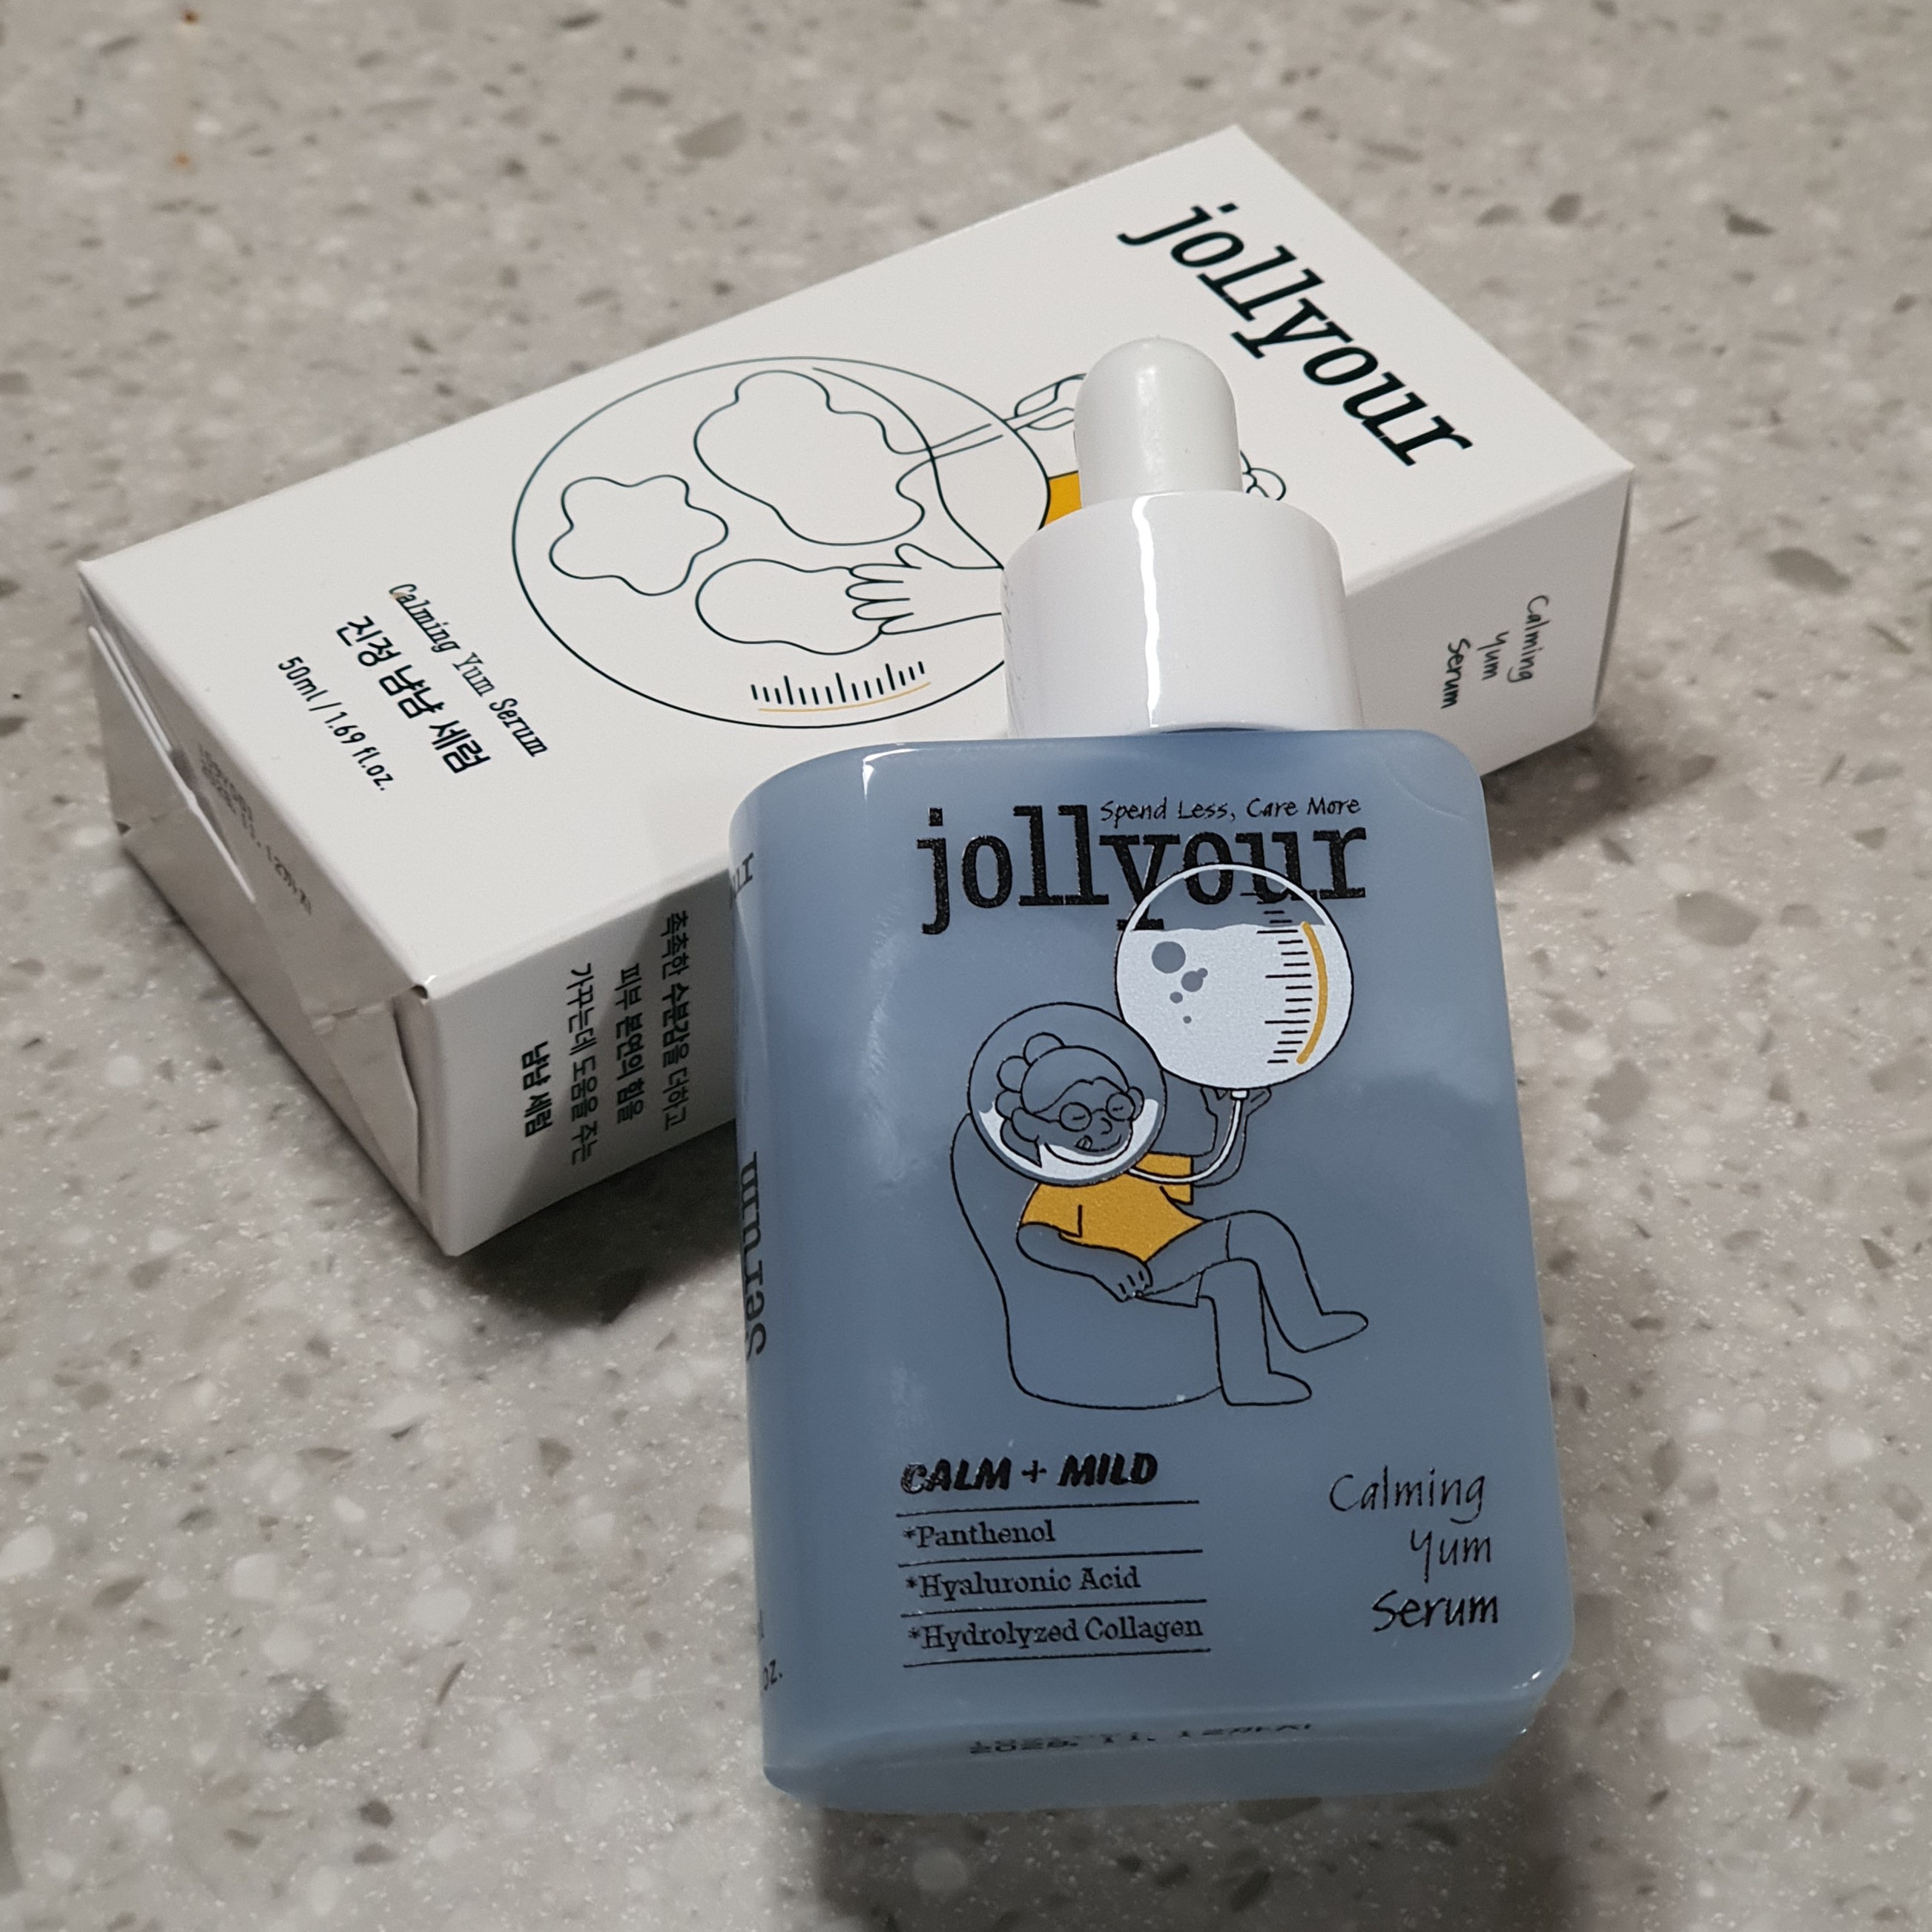 jollyour
Calming Yum Serum
진정 냠냠 세럼
50ml / 1.69 fl.oz.
Calming
Yum
Serum
촉촉한 수분감을 더하고
피부 본연의 힘을
가꾸는데 도움을 주는
냠냠 세럼
Spend Less, Care More
jollyour
CALM + MILD
*Panthenol
*Hyaluronic Acid
*Hydrolyzed Collagen
Calming
Yum
Serum
Serum
oz.